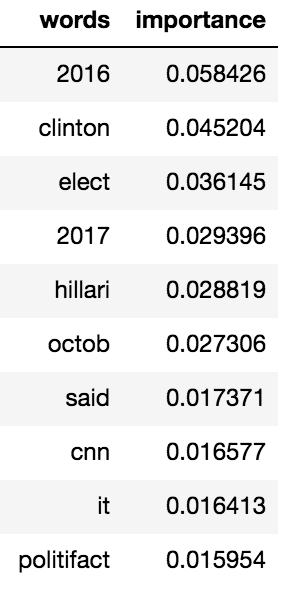 words importance
2016 0.058426
clinton 0.045204
elect 0.036145
2017 0.029396
hillari 0.028819
octob 0.027306
said 0.017371
cnn 0.016577
it 0.016413
politifact 0.015954